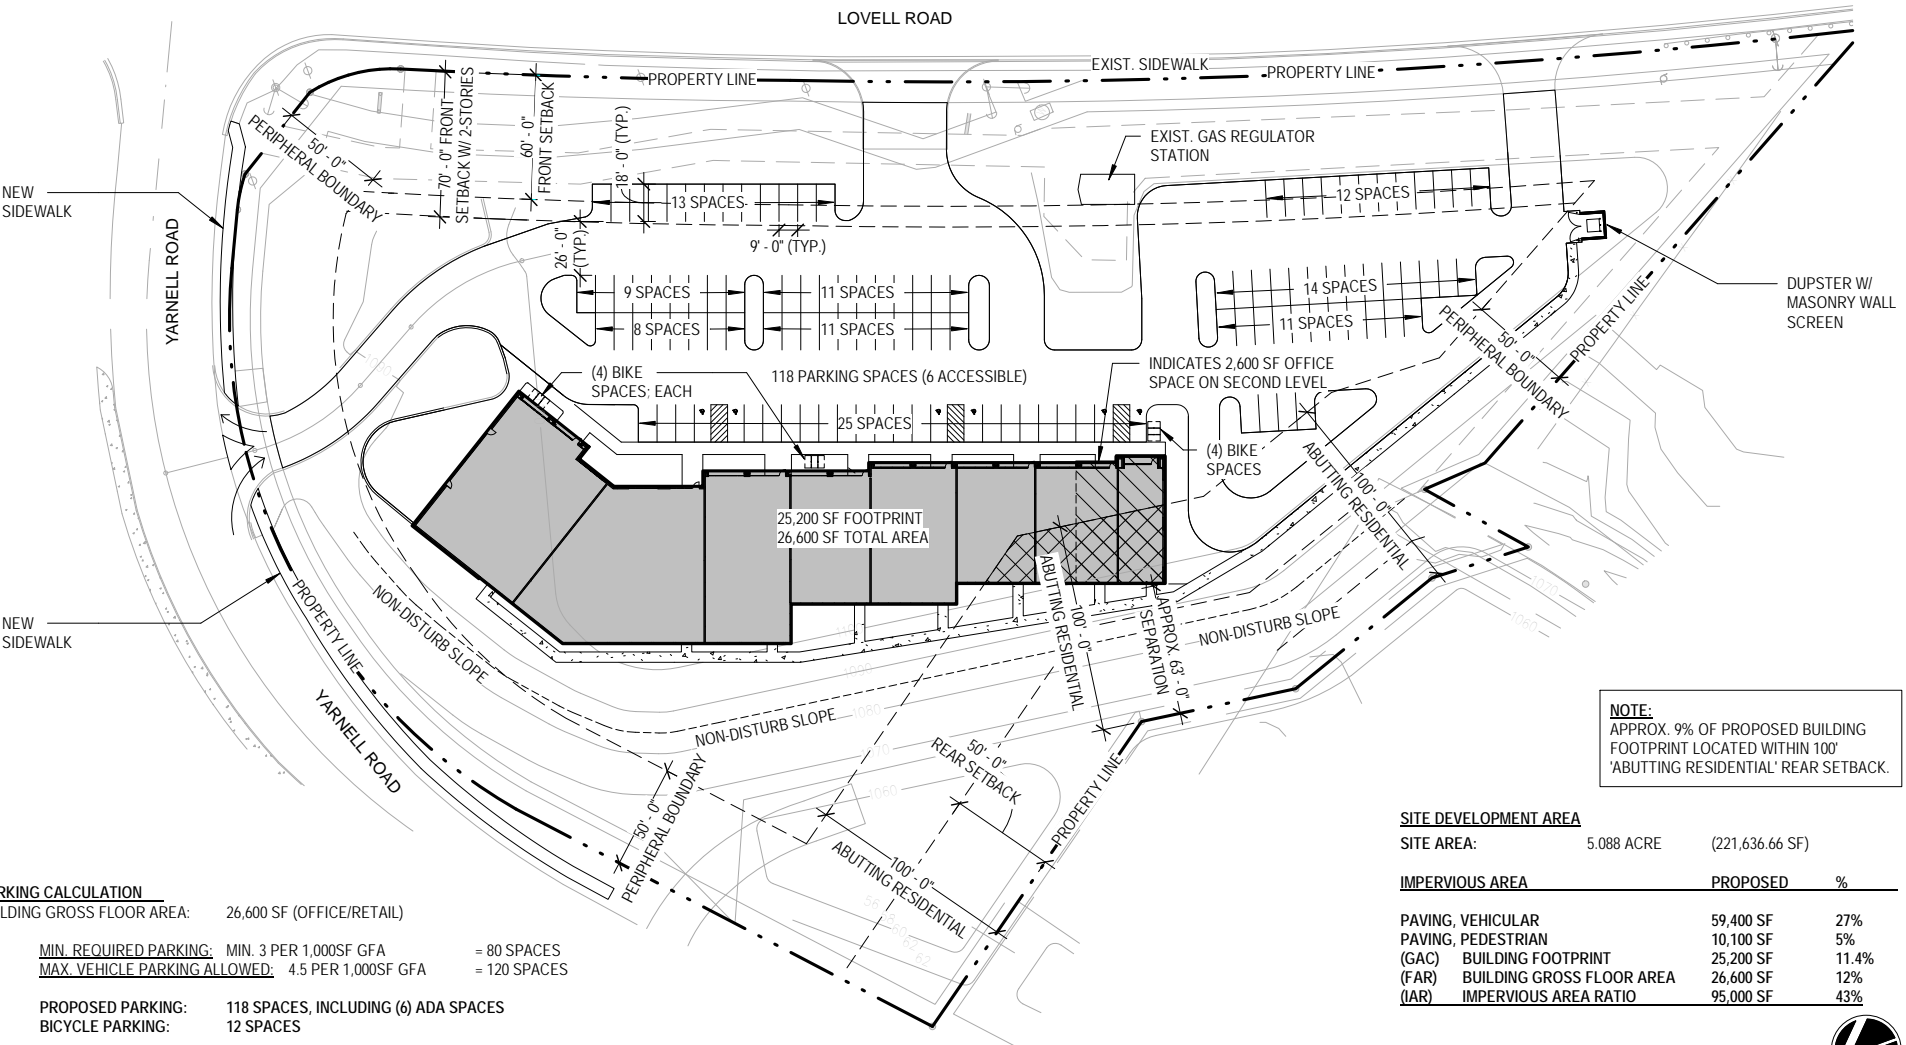 LOVELL ROAD
EXIST. SIDEWALK
PROPERTY LINE
PROPERTY LINE
PERIPHERAL BOUNDARY
50' - 0"
70' - 0" FRONT
SETBACK W/ 2-STORIES
60' - 0"
FRONT SETBACK
18' - 0" (TYP.)
EXIST. GAS REGULATOR
STATION
NEW
SIDEWALK
YARNELL ROAD
13 SPACES
12 SPACES
26' - 0"
(TYP.)
9' - 0" (TYP.)
9 SPACES
11 SPACES
14 SPACES
8 SPACES
11 SPACES
11 SPACES
DUPSTER W/
MASONRY WALL
SCREEN
PROPERTY LINE
50' - 0"
PERIPHERAL BOUNDARY
(4) BIKE
SPACES; EACH
118 PARKING SPACES (6 ACCESSIBLE)
INDICATES 2,600 SF OFFICE
SPACE ON SECOND LEVEL
25 SPACES
(4) BIKE
SPACES
100' - 0"
ABUTTING RESIDENTIAL
25,200 SF FOOTPRINT
26,600 SF TOTAL AREA
NEW
SIDEWALK
PROPERTY LINE
NON-DISTURB SLOPE
ABUTTING RESIDENTIAL
100' - 0"
APPROX. 63' - 0"
SEPARATION
NON-DISTURB SLOPE
1070
1060
1090
1080
1070
1060
NON-DISTURB SLOPE
YARNELL ROAD
50' - 0"
REAR SETBACK
PROPERTY LINE
50' - 0"
PERIPHERAL BOUNDARY
100' - 0"
ABUTTING RESIDENTIAL
NOTE:
APPROX. 9% OF PROPOSED BUILDING
FOOTPRINT LOCATED WITHIN 100'
'ABUTTING RESIDENTIAL' REAR SETBACK.
SITE DEVELOPMENT AREA
SITE AREA: 5.088 ACRE (221,636.66 SF)
IMPERVIOUS AREA PROPOSED %
PAVING, VEHICULAR 59,400 SF 27%
PAVING, PEDESTRIAN 10,100 SF 5%
(GAC) BUILDING FOOTPRINT 25,200 SF 11.4%
(FAR) BUILDING GROSS FLOOR AREA 26,600 SF 12%
(IAR) IMPERVIOUS AREA RATIO 95,000 SF 43%
RKING CALCULATION
LDING GROSS FLOOR AREA: 26,600 SF (OFFICE/RETAIL)
MIN. REQUIRED PARKING: MIN. 3 PER 1,000SF GFA = 80 SPACES
MAX. VEHICLE PARKING ALLOWED: 4.5 PER 1,000SF GFA = 120 SPACES
PROPOSED PARKING: 118 SPACES, INCLUDING (6) ADA SPACES
BICYCLE PARKING: 12 SPACES